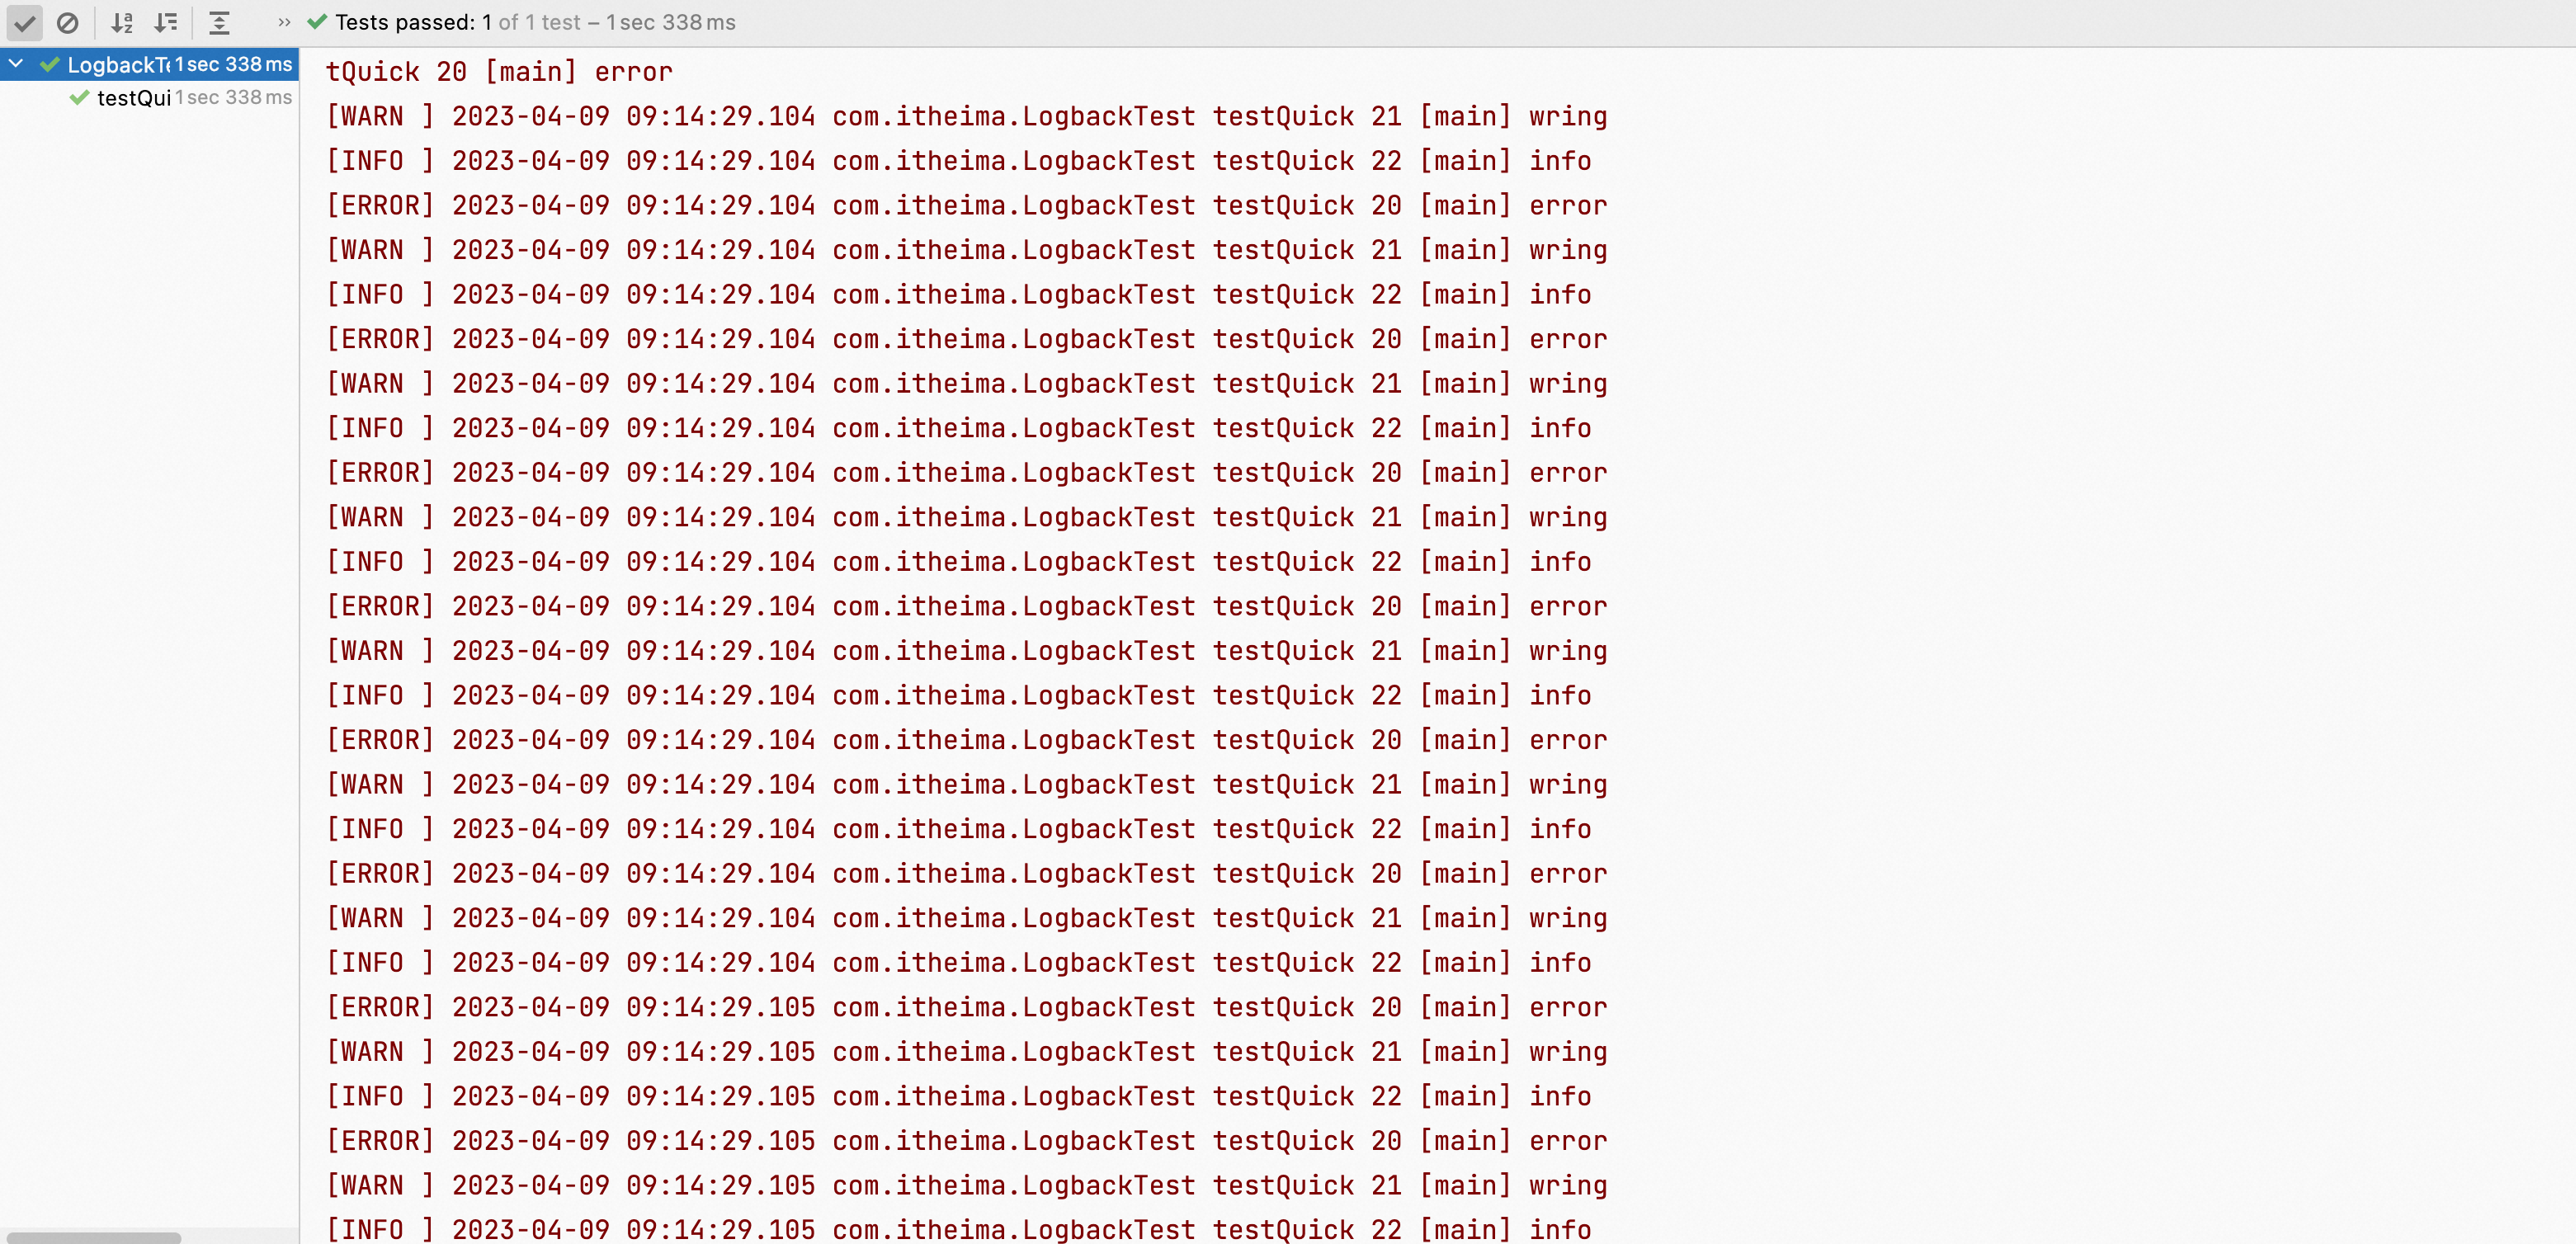 » Tests passed: 1 of 1 test – 1 sec 338 ms
LogbackTe 1 sec 338 ms
testQui 1 sec 338 ms
tQuick 20 [main] error
[WARN ] 2023-04-09 09:14:29.104 com.itheima.LogbackTest testQuick 21 [main] wring
[INFO ] 2023-04-09 09:14:29.104 com.itheima.LogbackTest testQuick 22 [main] info
[ERROR] 2023-04-09 09:14:29.104 com.itheima.LogbackTest testQuick 20 [main] error
[WARN ] 2023-04-09 09:14:29.104 com.itheima.LogbackTest testQuick 21 [main] wring
[INFO ] 2023-04-09 09:14:29.104 com.itheima.LogbackTest testQuick 22 [main] info
[ERROR] 2023-04-09 09:14:29.104 com.itheima.LogbackTest testQuick 20 [main] error
[WARN ] 2023-04-09 09:14:29.104 com.itheima.LogbackTest testQuick 21 [main] wring
[INFO ] 2023-04-09 09:14:29.104 com.itheima.LogbackTest testQuick 22 [main] info
[ERROR] 2023-04-09 09:14:29.104 com.itheima.LogbackTest testQuick 20 [main] error
[WARN ] 2023-04-09 09:14:29.104 com.itheima.LogbackTest testQuick 21 [main] wring
[INFO ] 2023-04-09 09:14:29.104 com.itheima.LogbackTest testQuick 22 [main] info
[ERROR] 2023-04-09 09:14:29.104 com.itheima.LogbackTest testQuick 20 [main] error
[WARN ] 2023-04-09 09:14:29.104 com.itheima.LogbackTest testQuick 21 [main] wring
[INFO ] 2023-04-09 09:14:29.104 com.itheima.LogbackTest testQuick 22 [main] info
[ERROR] 2023-04-09 09:14:29.104 com.itheima.LogbackTest testQuick 20 [main] error
[WARN ] 2023-04-09 09:14:29.104 com.itheima.LogbackTest testQuick 21 [main] wring
[INFO ] 2023-04-09 09:14:29.104 com.itheima.LogbackTest testQuick 22 [main] info
[ERROR] 2023-04-09 09:14:29.104 com.itheima.LogbackTest testQuick 20 [main] error
[WARN ] 2023-04-09 09:14:29.104 com.itheima.LogbackTest testQuick 21 [main] wring
[INFO ] 2023-04-09 09:14:29.104 com.itheima.LogbackTest testQuick 22 [main] info
[ERROR] 2023-04-09 09:14:29.105 com.itheima.LogbackTest testQuick 20 [main] error
[WARN ] 2023-04-09 09:14:29.105 com.itheima.LogbackTest testQuick 21 [main] wring
[INFO ] 2023-04-09 09:14:29.105 com.itheima.LogbackTest testQuick 22 [main] info
[ERROR] 2023-04-09 09:14:29.105 com.itheima.LogbackTest testQuick 20 [main] error
[WARN ] 2023-04-09 09:14:29.105 com.itheima.LogbackTest testQuick 21 [main] wring
[INFO ] 2023-04-09 09:14:29.105 com.itheima.LogbackTest testQuick 22 [main] info